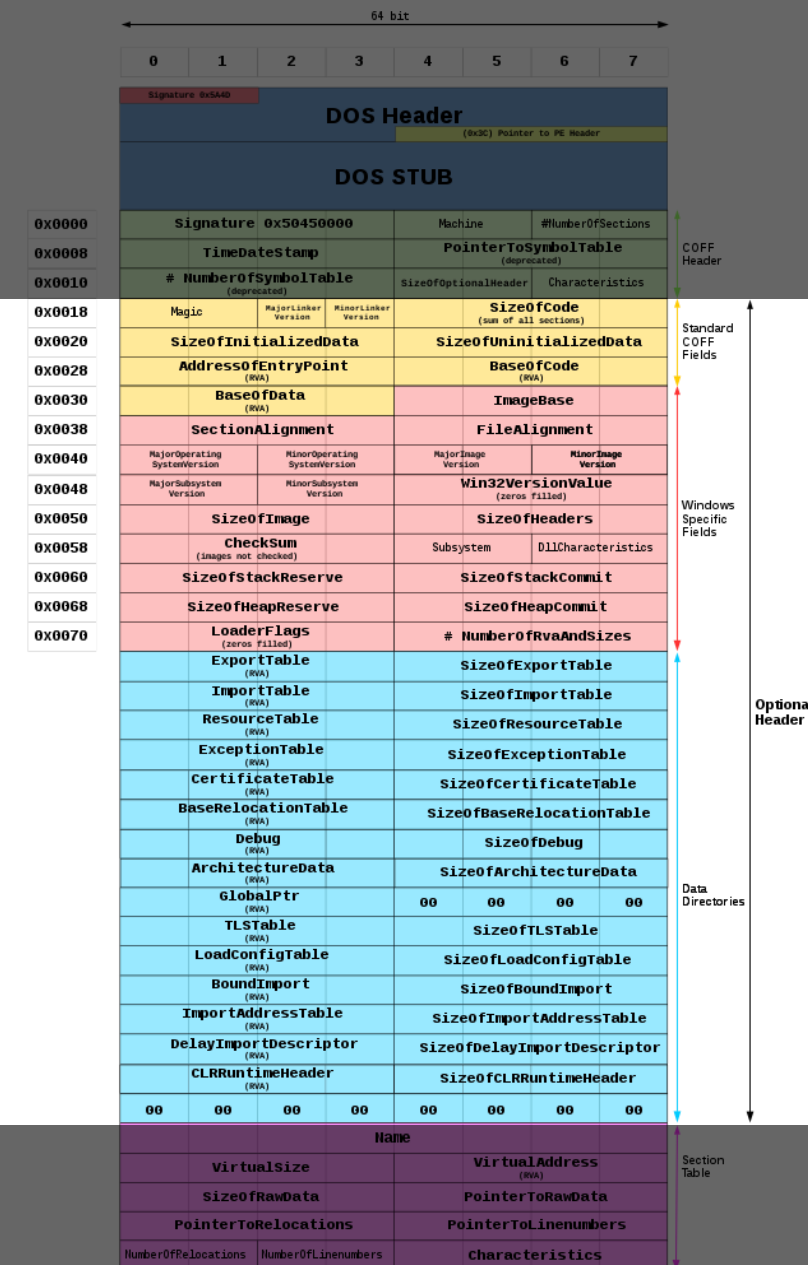 64 bit
0 1 2 3 4 5 6 7
Signature 0x5A4D
DOS Header
(0x3C) Pointer to PE Header
DOS STUB
0x0000 Signature 0x50450000 Machine #NumberOfSections
0x0008 TimeDateStamp PointerToSymbolTable
(deprecated)
COFF
Header
0x0010 # NumberOfSymbolTable SizeOfOptionalHeader Characteristics
(deprecated)
0x0018 Magic MajorLinker MinorLinker SizeOfCode
Version Version (sum of all sections)
Standard
COFF
Fields
0x0020 SizeOfInitializedData SizeOfUninitializedData
0x0028 AddressOfEntryPoint BaseOfCode
(RVA) (RVA)
0x0030 BaseOfData ImageBase
(RVA)
0x0038 SectionAlignment FileAlignment
0x0040 MajorOperating MinorOperating MajorImage MinorImage
SystemVersion SystemVersion Version Version
0x0048 MajorSubsystem MinorSubsystem Win32VersionValue
Version Version (zeros filled)
Windows
Specific
Fields
0x0050 SizeOfImage SizeOfHeaders
0x0058 CheckSum Subsystem DllCharacteristics
(images not checked)
0x0060 SizeOfStackReserve SizeOfStackCommit
0x0068 SizeOfHeapReserve SizeOfHeapCommit
0x0070 LoaderFlags # NumberOfRvaAndSizes
(zeros filled)
ExportTable SizeOfExportTable
(RVA)
ImportTable SizeOfImportTable
(RVA)
Optiona
Header
ResourceTable SizeOfResourceTable
(RVA)
ExceptionTable SizeOfExceptionTable
(RVA)
CertificateTable SizeOfCertificateTable
(RVA)
BaseRelocationTable SizeOfBaseRelocationTable
(RVA)
Debug SizeOfDebug
(RVA)
ArchitectureData SizeOfArchitectureData
(RVA)
Data
Directories
GlobalPtr 00 00 00 00
(RVA)
TLSTable SizeOfTLSTable
(RVA)
LoadConfigTable SizeOfLoadConfigTable
(RVA)
BoundImport SizeOfBoundImport
(RVA)
ImportAddressTable SizeOfImportAddressTable
(RVA)
DelayImportDescriptor SizeOfDelayImportDescriptor
(RVA)
CLRRuntimeHeader SizeOfCLRRuntimeHeader
(RVA)
00 00 00 00 00 00 00 00
Name
VirtualSize VirtualAddress
(RVA)
Section
Table
SizeOfRawData PointerToRawData
PointerToRelocations PointerToLinenumbers
NumberOfRelocations NumberOfLinenumbers Characteristics